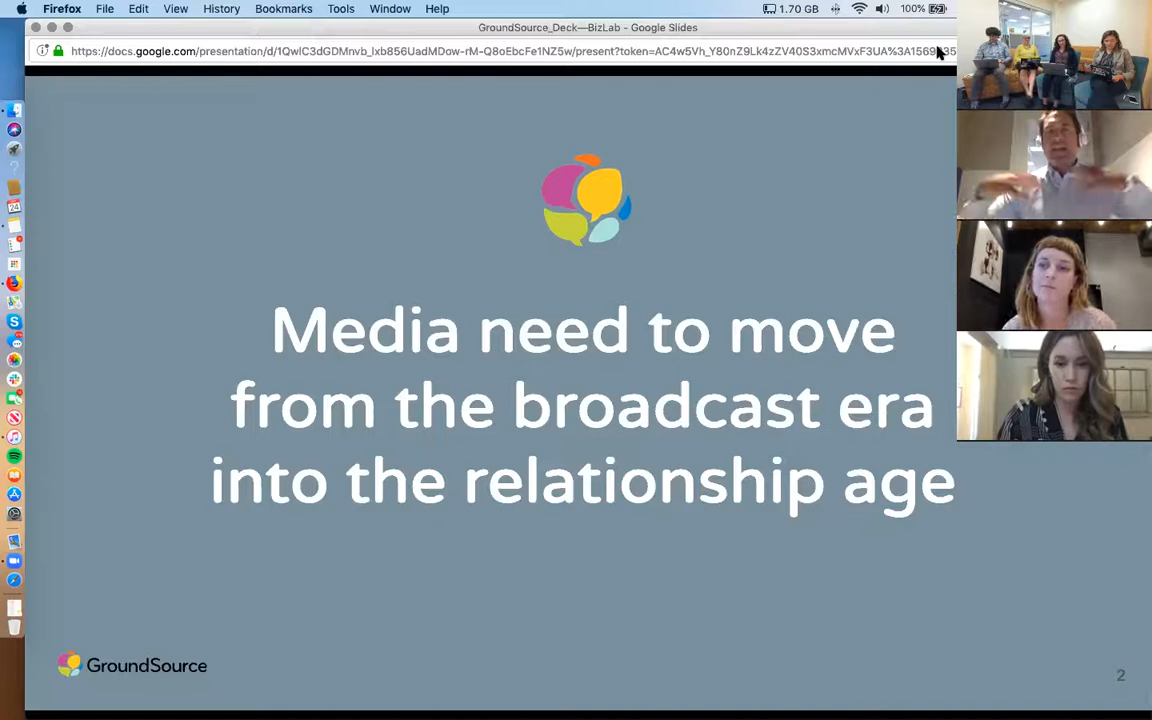 Firefox File Edit View History Bookmarks Tools Window Help 1.70 GB 100%
GroundSource_Deck—BizLab - Google Slides
Media need to move
from the broadcast era
into the relationship age
GroundSource
2